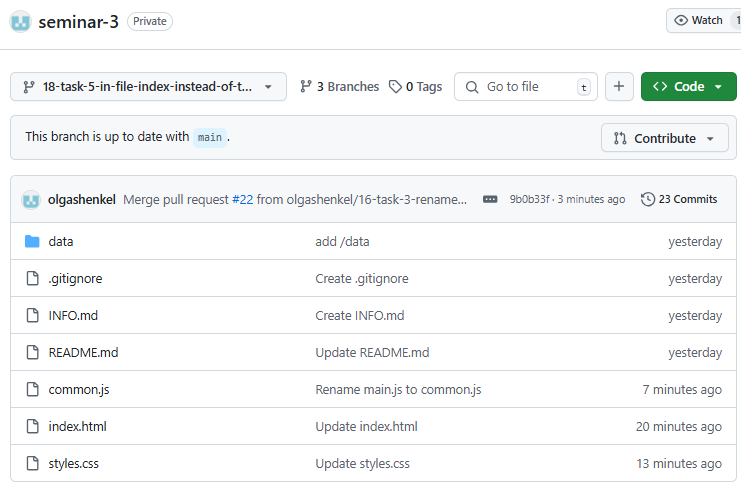 seminar-3 Private Watch 1
18-task-5-in-file-index-instead-of-t... 3 Branches 0 Tags Go to file t Code
This branch is up to date with main . Contribute
olgashenkel Merge pull request #22 from olgashenkel/16-task-3-rename... 9b0b33f · 3 minutes ago 23 Commits
data add /data yesterday
.gitignore Create .gitignore yesterday
INFO.md Create INFO.md yesterday
README.md Update README.md yesterday
common.js Rename main.js to common.js 7 minutes ago
index.html Update index.html 20 minutes ago
styles.css Update styles.css 13 minutes ago